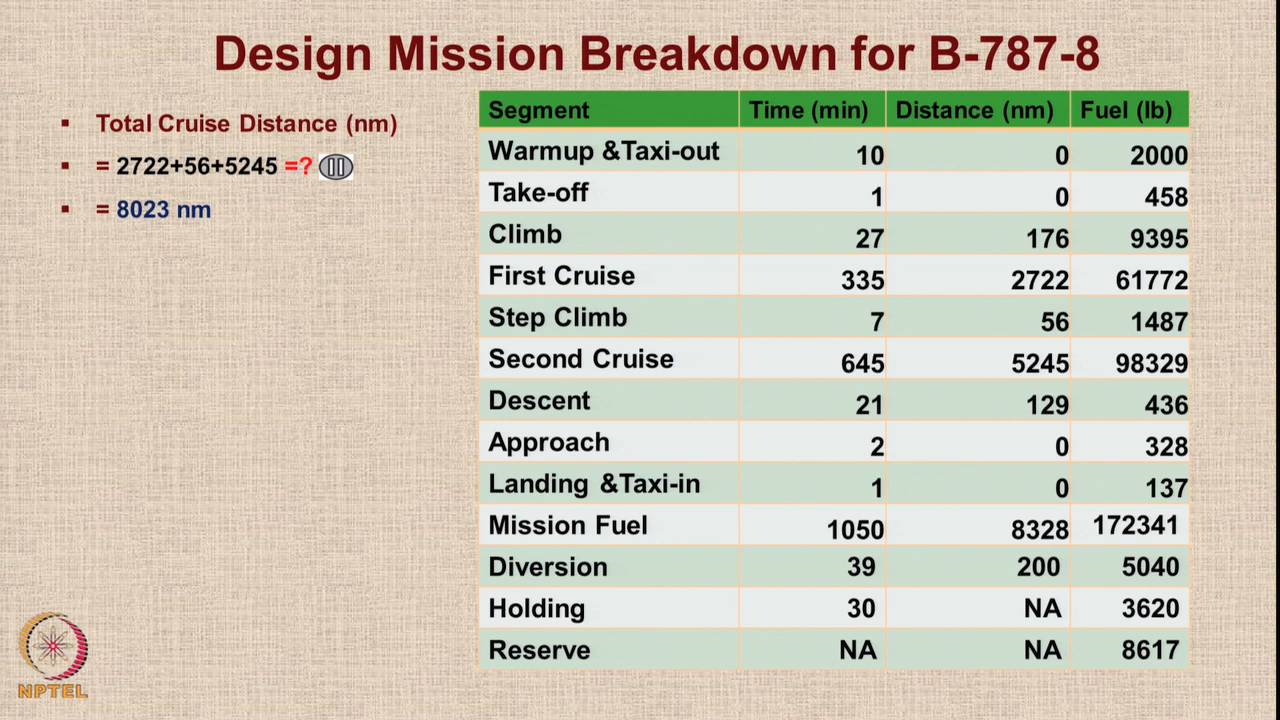 Design Mission Breakdown for B-787-8
▪ Total Cruise Distance (nm)
▪ = 2722+56+5245 =?
▪ = 8023 nm
Segment Time (min) Distance (nm) Fuel (lb)
Warmup &Taxi-out 10 0 2000
Take-off 1 0 458
Climb 27 176 9395
First Cruise 335 2722 61772
Step Climb 7 56 1487
Second Cruise 645 5245 98329
Descent 21 129 436
Approach 2 0 328
Landing &Taxi-in 1 0 137
Mission Fuel 1050 8328 172341
Diversion 39 200 5040
Holding 30 NA 3620
Reserve NA NA 8617
NPTEL